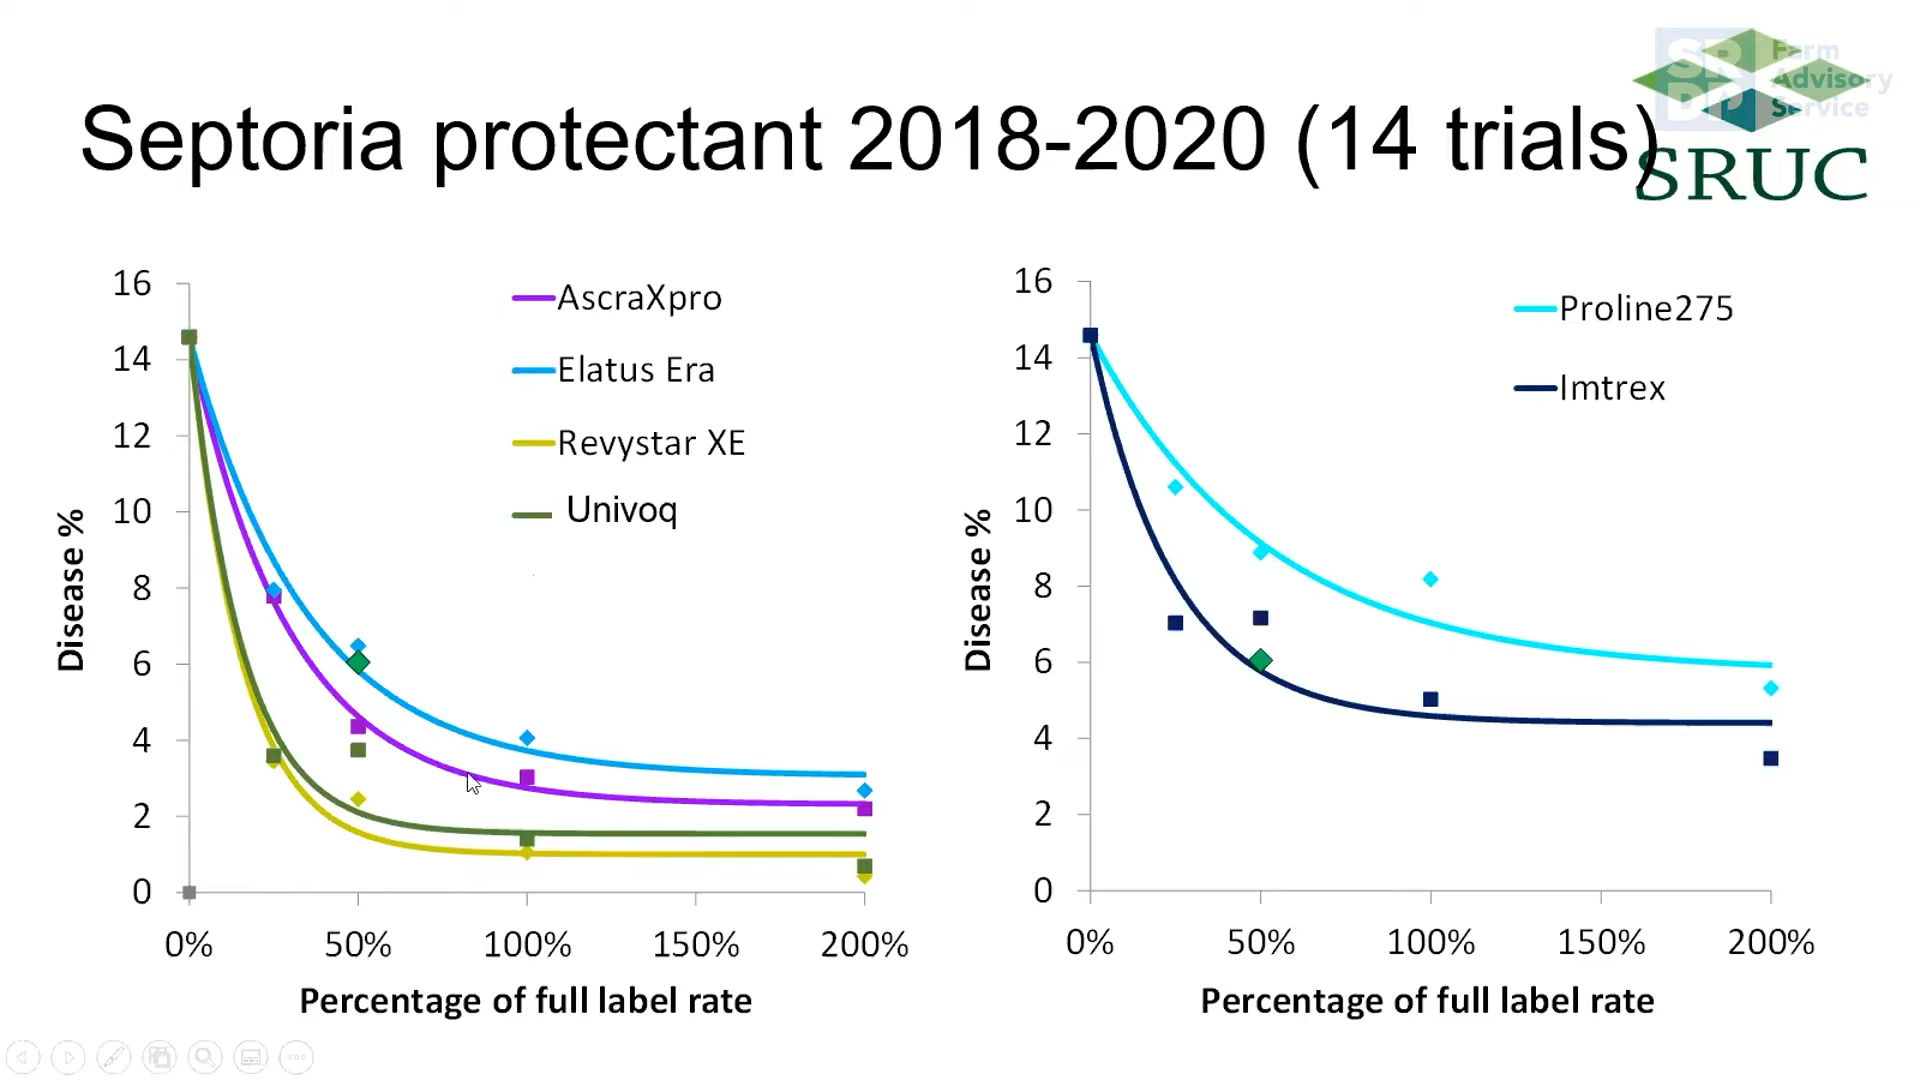 Septoria protectant 2018-2020 (14 trials)
SR
DP
Farm
Advisory
Service
SRUC
16
14
12
10
8
6
4
2
0
Disease %
AscraXpro
Elatus Era
Revystar XE
Univoq
0% 50% 100% 150% 200%
Percentage of full label rate
16
14
12
10
8
6
4
2
0
Disease %
Proline275
Imtrex
0% 50% 100% 150% 200%
Percentage of full label rate